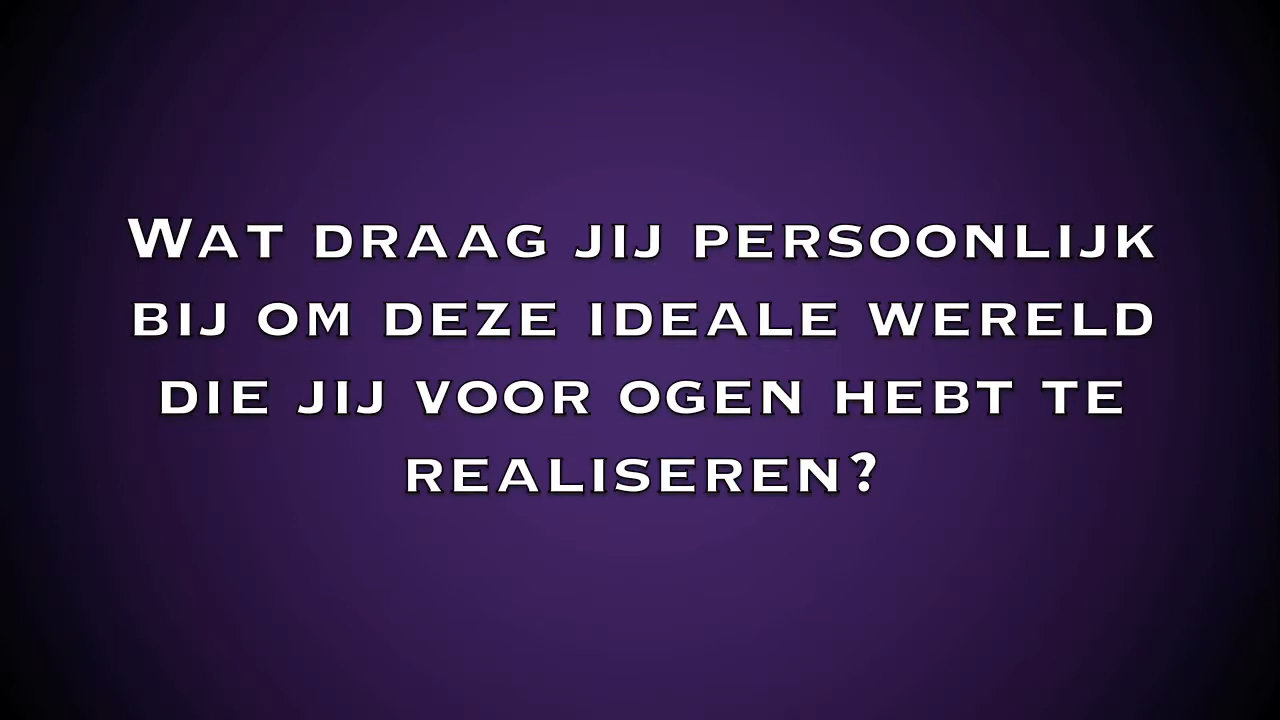 Wat draag jij persoonlijk
bij om deze ideale wereld
die jij voor ogen hebt te
realiseren?